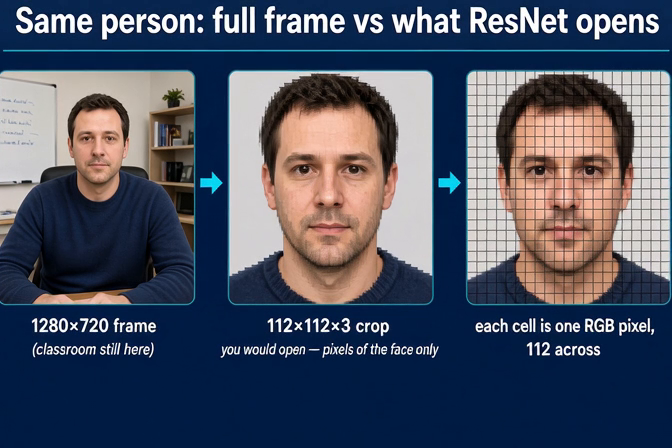 Same person: full frame vs what ResNet opens
1280×720 frame
(classroom still here)
112×112×3 crop
you would open — pixels of the face only
each cell is one RGB pixel,
112 across